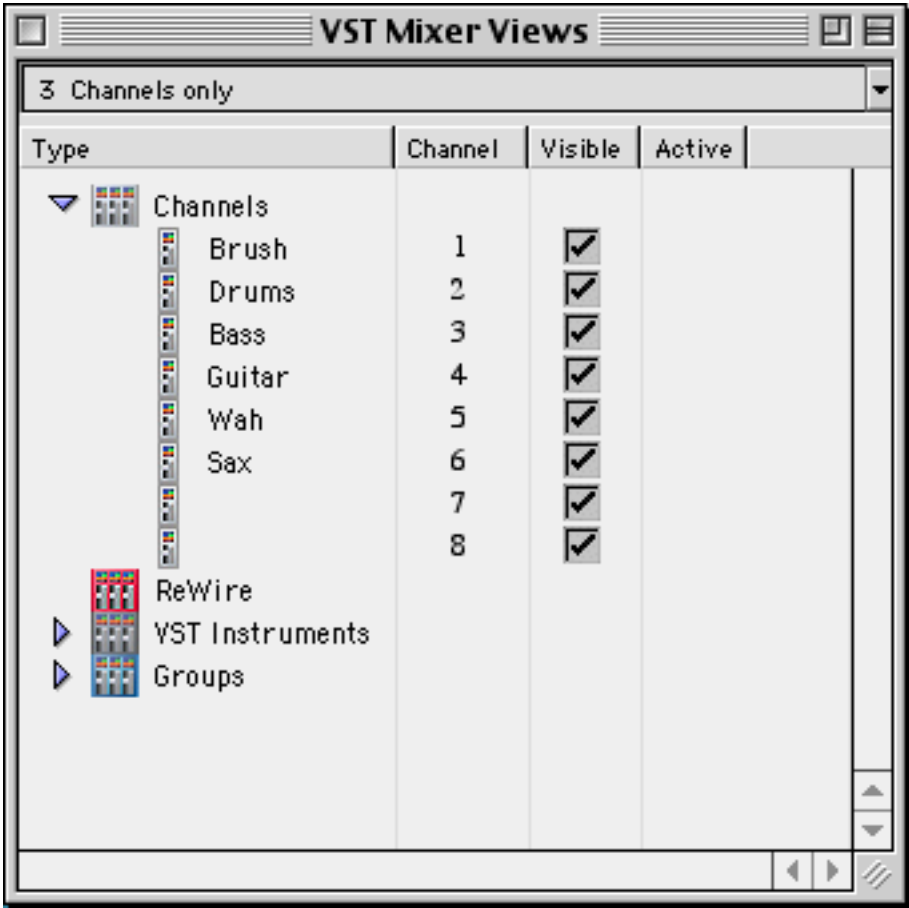 VST Mixer Views
3 Channels only
Type Channel Visible Active
Channels
Brush 1
Drums 2
Bass 3
Guitar 4
Wah 5
Sax 6
7
8
ReWire
VST Instruments
Groups